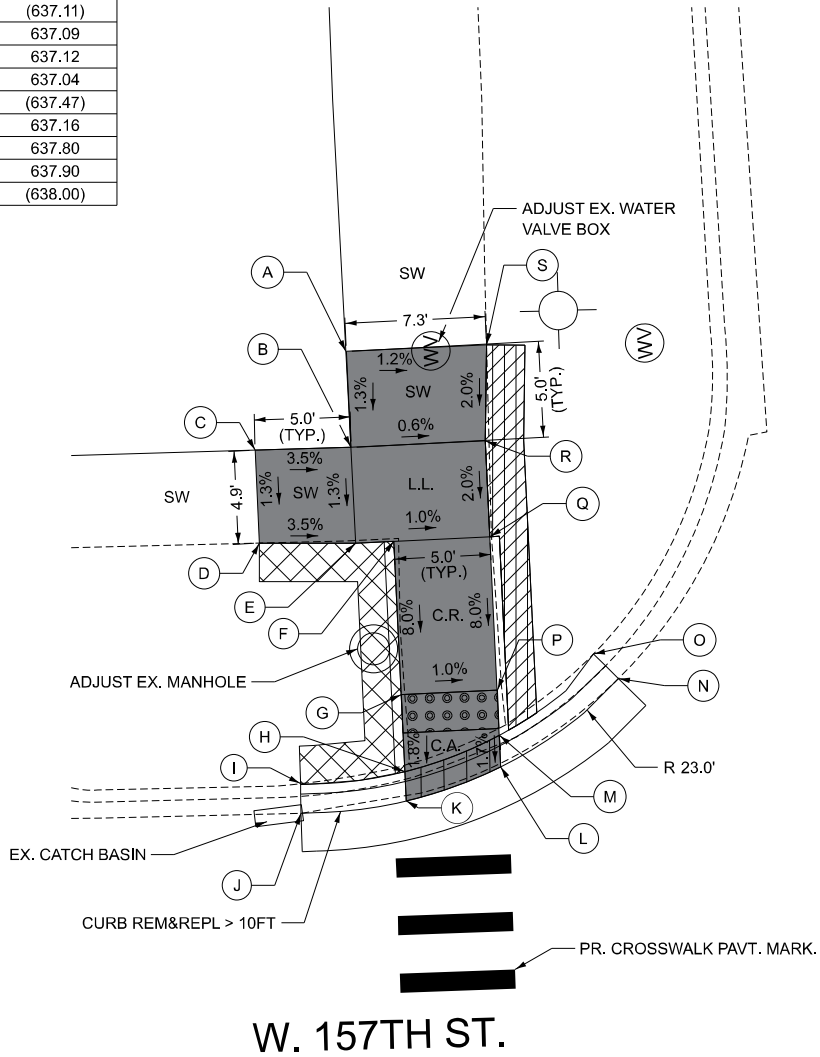 (637.11)
637.09
637.12
637.04
(637.47)
637.16
637.80
637.90
(638.00)
ADJUST EX. WATER
VALVE BOX
SW
A
S
7.3'
WV
WV
1.2%
B
1.3%
SW
2.0%
5.0'
(TYP.)
C
5.0'
(TYP.)
0.6%
R
3.5%
SW
4.9'
1.3%
SW
1.3%
L.L.
2.0%
Q
3.5%
1.0%
D
5.0'
(TYP.)
E
F
8.0%
C.R.
8.0%
P
O
1.0%
ADJUST EX. MANHOLE
N
G
H
C.A.
1.8%
1.7%
I
R 23.0'
K
M
L
EX. CATCH BASIN
J
CURB REM&REPL > 10FT
PR. CROSSWALK PAVT. MARK.
W. 157TH ST.